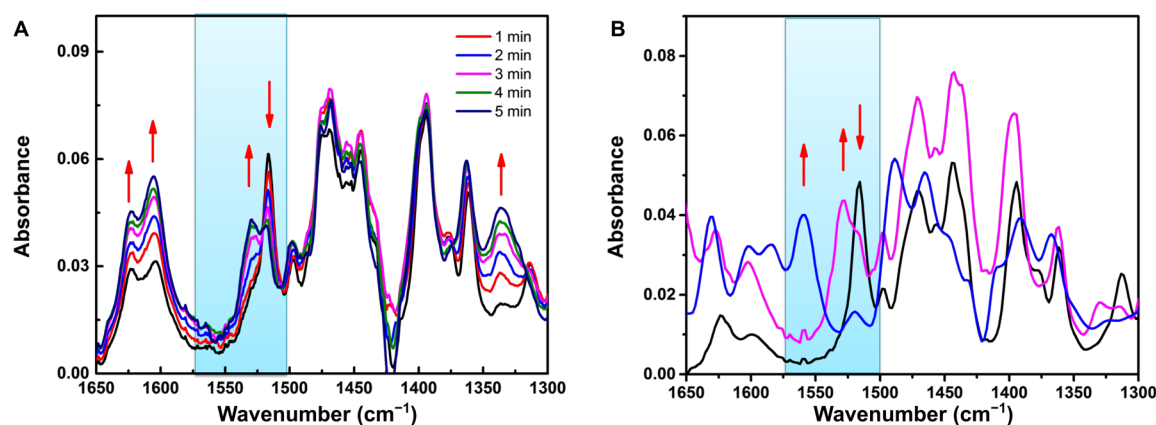 A
0.09
0.06
0.03
0.00
Absorbance
1 min
2 min
3 min
4 min
5 min
1650 1600 1550 1500 1450 1400 1350 1300
Wavenumber (cm⁻¹)
B
0.08
0.06
0.04
0.02
0.00
Absorbance
1650 1600 1550 1500 1450 1400 1350 1300
Wavenumber (cm⁻¹)